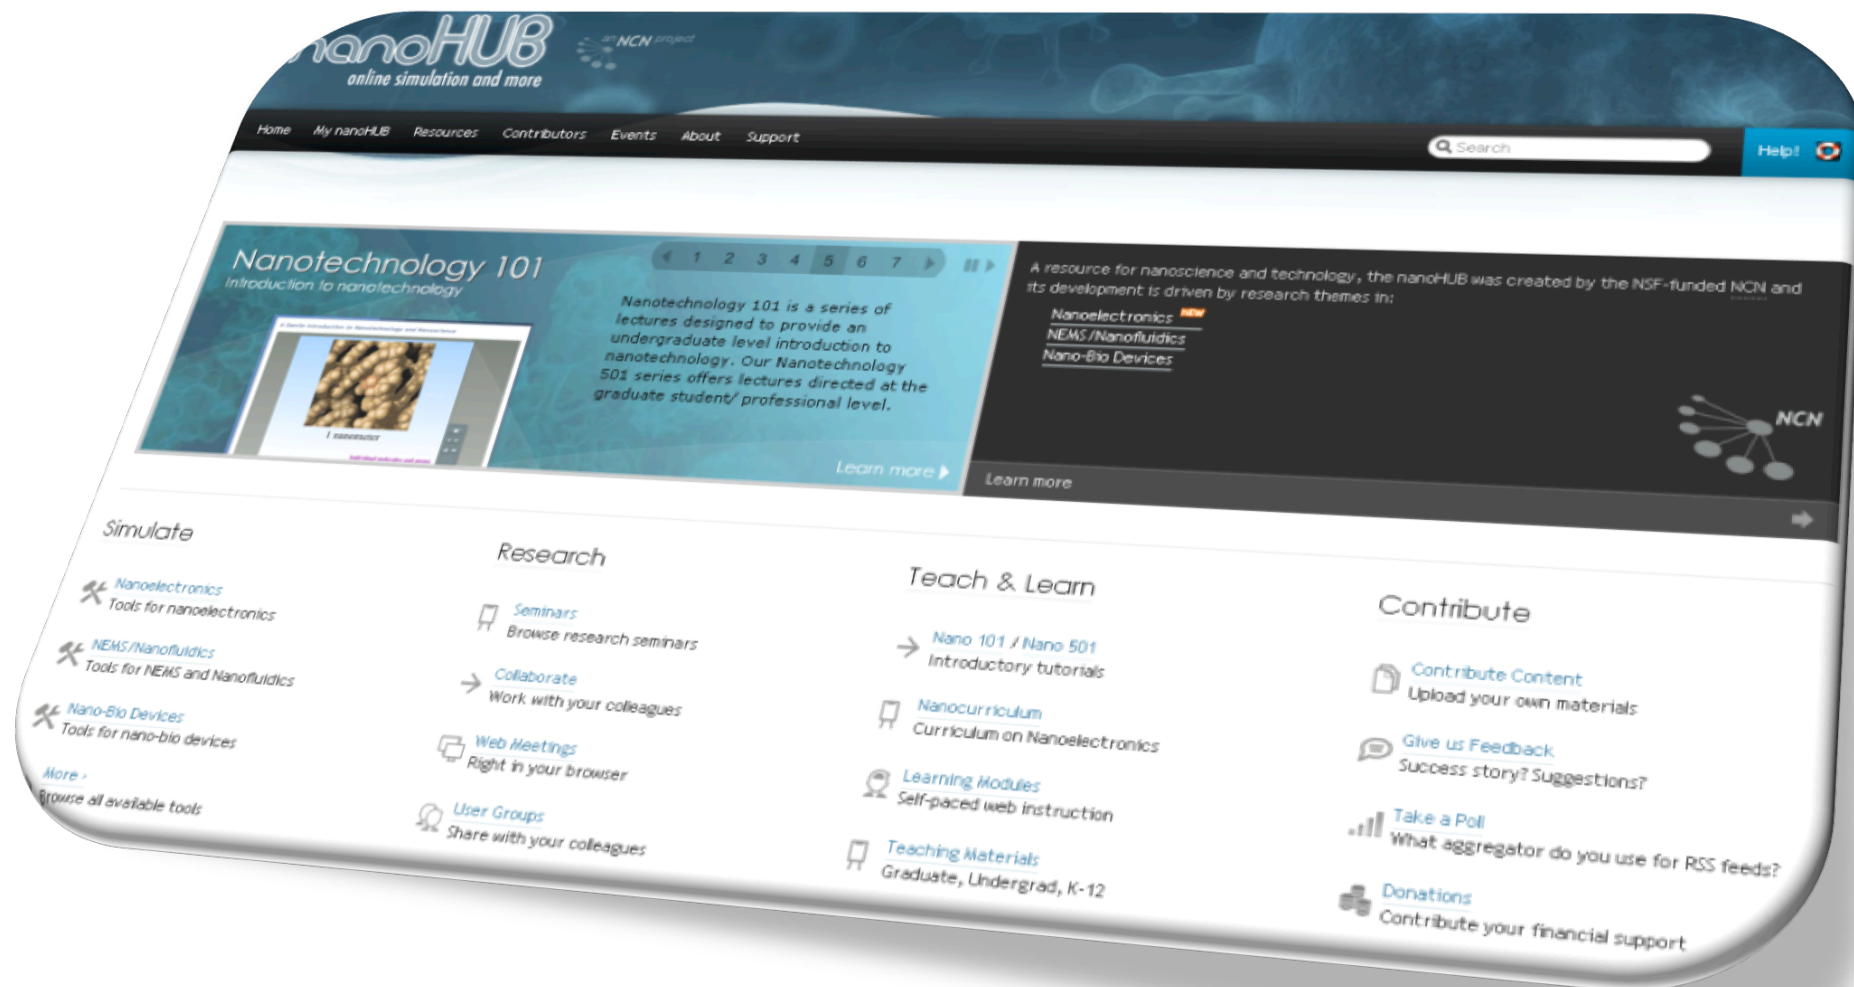 nanoHUB
online simulation and more
an NCN project
Home My nanoHUB Resources Contributors Events About Support
Search
Help!
Nanotechnology 101
Introduction to nanotechnology
1 2 3 4 5 6 7
A Gentle Introduction to Nanotechnology and Nanoscience
1 nanometer
Nanotechnology 101 is a series of
lectures designed to provide an
undergraduate level introduction to
nanotechnology. Our Nanotechnology
501 series offers lectures directed at the
graduate student/ professional level.
Learn more
A resource for nanoscience and technology, the nanoHUB was created by the NSF-funded NCN and
its development is driven by research themes in:
Nanoelectronics NEW
NEMS/Nanofluidics
Nano-Bio Devices
NCN
Learn more
Simulate
Nanoelectronics
Tools for nanoelectronics
NEMS/Nanofluidics
Tools for NEMS and Nanofluidics
Nano-Bio Devices
Tools for nano-bio devices
More ›
Browse all available tools
Research
Seminars
Browse research seminars
Collaborate
Work with your colleagues
Web Meetings
Right in your browser
User Groups
Share with your colleagues
Teach & Learn
Nano 101 / Nano 501
Introductory tutorials
Nanocurriculum
Curriculum on Nanoelectronics
Learning Modules
Self-paced web instruction
Teaching Materials
Graduate, Undergrad, K-12
Contribute
Contribute Content
Upload your own materials
Give us Feedback
Success story? Suggestions?
Take a Poll
What aggregator do you use for RSS feeds?
Donations
Contribute your financial support